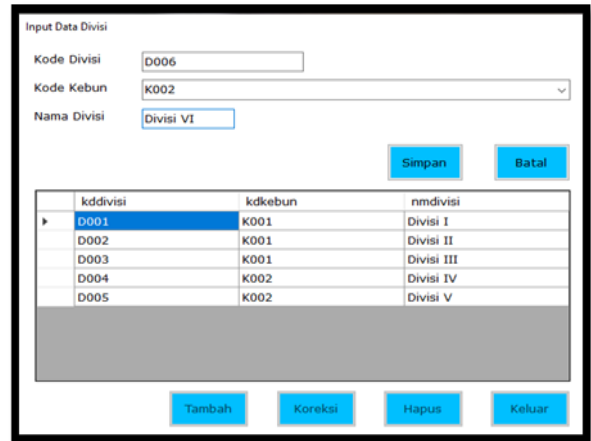 Input Data Divisi
Kode Divisi D006
Kode Kebun K002
Nama Divisi Divisi VI
Simpan Batal
kddivisi kdkebun nmdivisi
D001 K001 Divisi I
D002 K001 Divisi II
D003 K001 Divisi III
D004 K002 Divisi IV
D005 K002 Divisi V
Tambah Koreksi Hapus Keluar